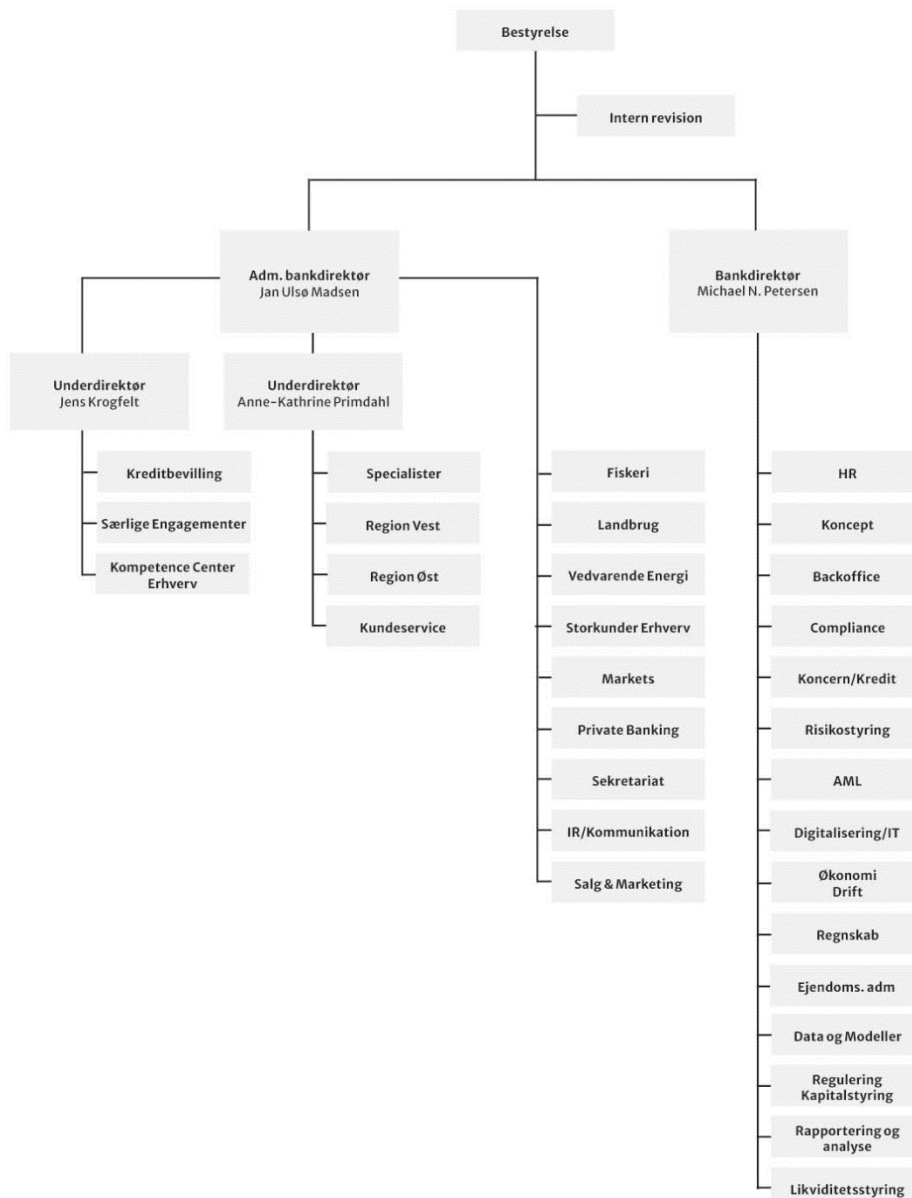 Bestyrelse
Intern revision
Adm. bankdirektør
Jan Ulsø Madsen
Bankdirektør
Michael N. Petersen
Underdirektør
Jens Krogfelt
Underdirektør
Anne-Kathrine Primdahl
Kreditbevilling
Særlige Engagementer
Kompetence Center
Erhverv
Specialister
Region Vest
Region Øst
Kundeservice
Fiskeri
Landbrug
Vedvarende Energi
Storkunder Erhverv
Markets
Private Banking
Sekretariat
IR/Kommunikation
Salg & Marketing
HR
Koncept
Backoffice
Compliance
Koncern/Kredit
Risikostyring
AML
Digitalisering/IT
Økonomi
Drift
Regnskab
Ejendoms. adm
Data og Modeller
Regulering
Kapitalstyring
Rapportering og
analyse
Likviditetsstyring